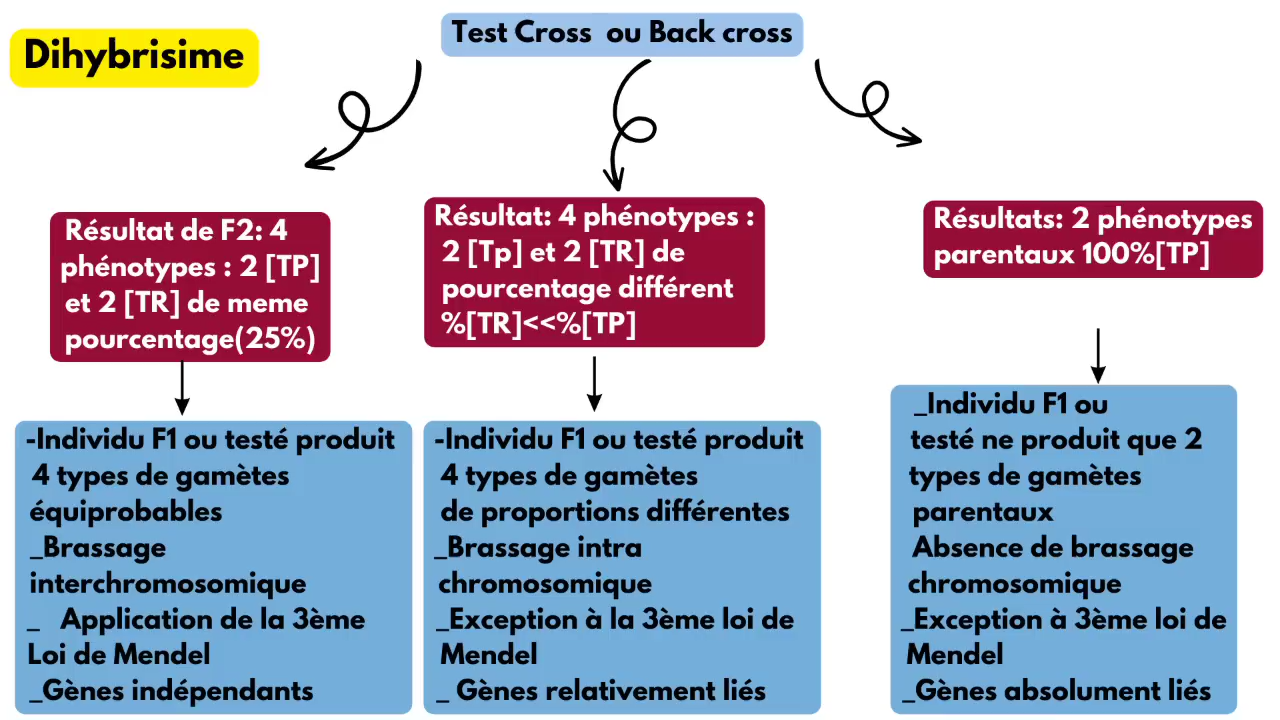 Dihybrisime
Test Cross ou Back cross
Résultat de F2: 4
phénotypes : 2 [TP]
et 2 [TR] de meme
pourcentage(25%)
Résultat: 4 phénotypes :
2 [Tp] et 2 [TR] de
pourcentage différent
%[TR]<<%[TP]
Résultats: 2 phénotypes
parentaux 100%[TP]
-Individu F1 ou testé produit
4 types de gamètes
équiprobables
_Brassage
interchromosomique
_ Application de la 3ème
Loi de Mendel
_Gènes indépendants
-Individu F1 ou testé produit
4 types de gamètes
de proportions différentes
_Brassage intra
chromosomique
_Exception à la 3ème loi de
Mendel
_ Gènes relativement liés
_Individu F1 ou
testé ne produit que 2
types de gamètes
parentaux
Absence de brassage
chromosomique
_Exception à 3ème loi de
Mendel
_Gènes absolument liés